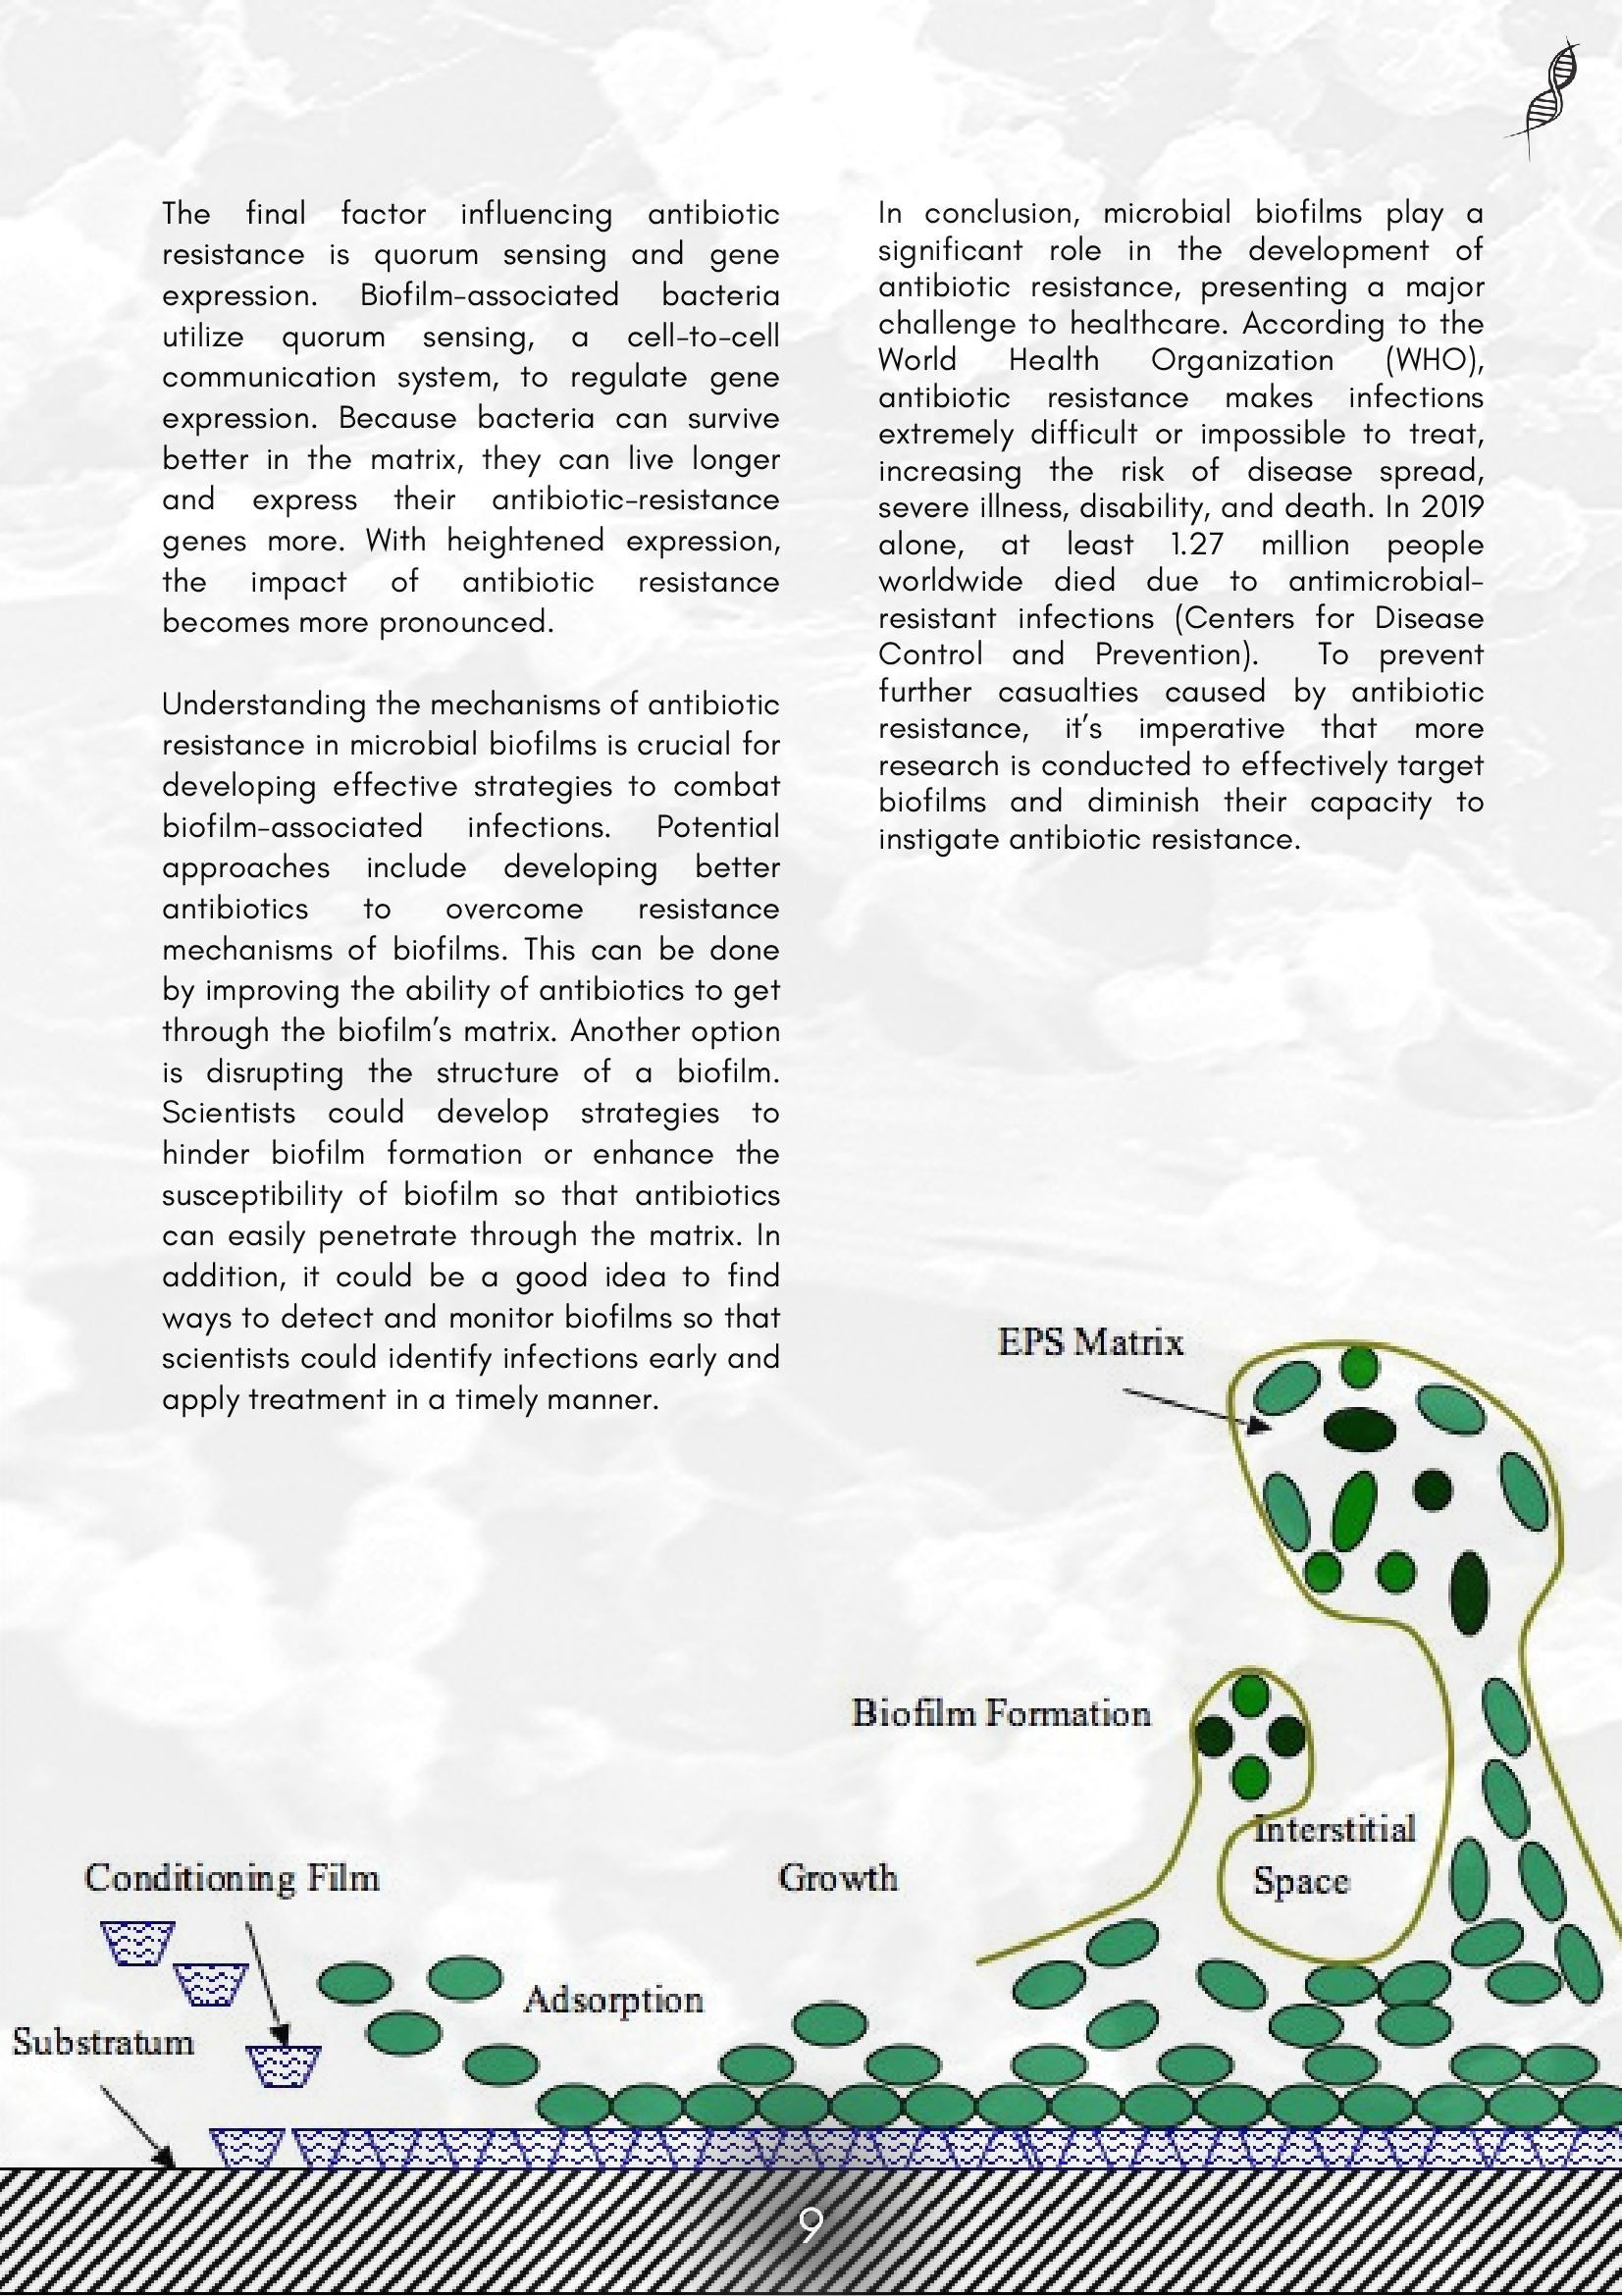 The final factor influencing antibiotic
resistance is quorum sensing and gene
expression. Biofilm-associated bacteria
utilize quorum sensing, a cell-to-cell
communication system, to regulate gene
expression. Because bacteria can survive
better in the matrix, they can live longer
and express their antibiotic-resistance
genes more. With heightened expression,
the impact of antibiotic resistance
becomes more pronounced.
Understanding the mechanisms of antibiotic
resistance in microbial biofilms is crucial for
developing effective strategies to combat
biofilm-associated infections. Potential
approaches include developing better
antibiotics to overcome resistance
mechanisms of biofilms. This can be done
by improving the ability of antibiotics to get
through the biofilm's matrix. Another option
is disrupting the structure of a biofilm.
Scientists could develop strategies to
hinder biofilm formation or enhance the
susceptibility of biofilm so that antibiotics
can easily penetrate through the matrix. In
addition, it could be a good idea to find
ways to detect and monitor biofilms so that
scientists could identify infections early and
apply treatment in a timely manner.
In conclusion, microbial biofilms play a
significant role in the development of
antibiotic resistance, presenting a major
challenge to healthcare. According to the
World Health Organization (WHO),
antibiotic resistance makes infections
extremely difficult or impossible to treat,
increasing the risk of disease spread,
severe illness, disability, and death. In 2019
alone, at least 1.27 million people
worldwide died due to antimicrobial-
resistant infections (Centers for Disease
Control and Prevention). To prevent
further casualties caused by antibiotic
resistance, it's imperative that more
research is conducted to effectively target
biofilms and diminish their capacity to
instigate antibiotic resistance.
EPS Matrix
Biofilm Formation
Interstitial
Space
Conditioning Film
Growth
Adsorption
Substratum
9